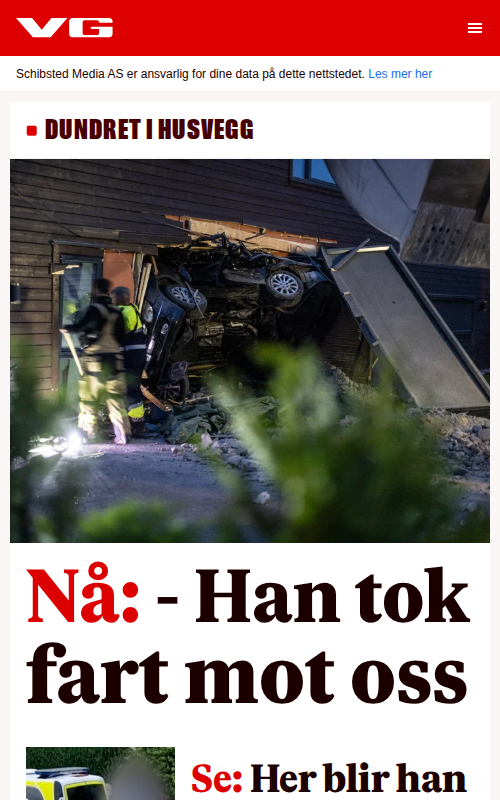 VG
Schibsted Media AS er ansvarlig for dine data på dette nettstedet. Les mer her
DUNDRET I HUSVEGG
Nå: - Han tok
fart mot oss
Se: Her blir han